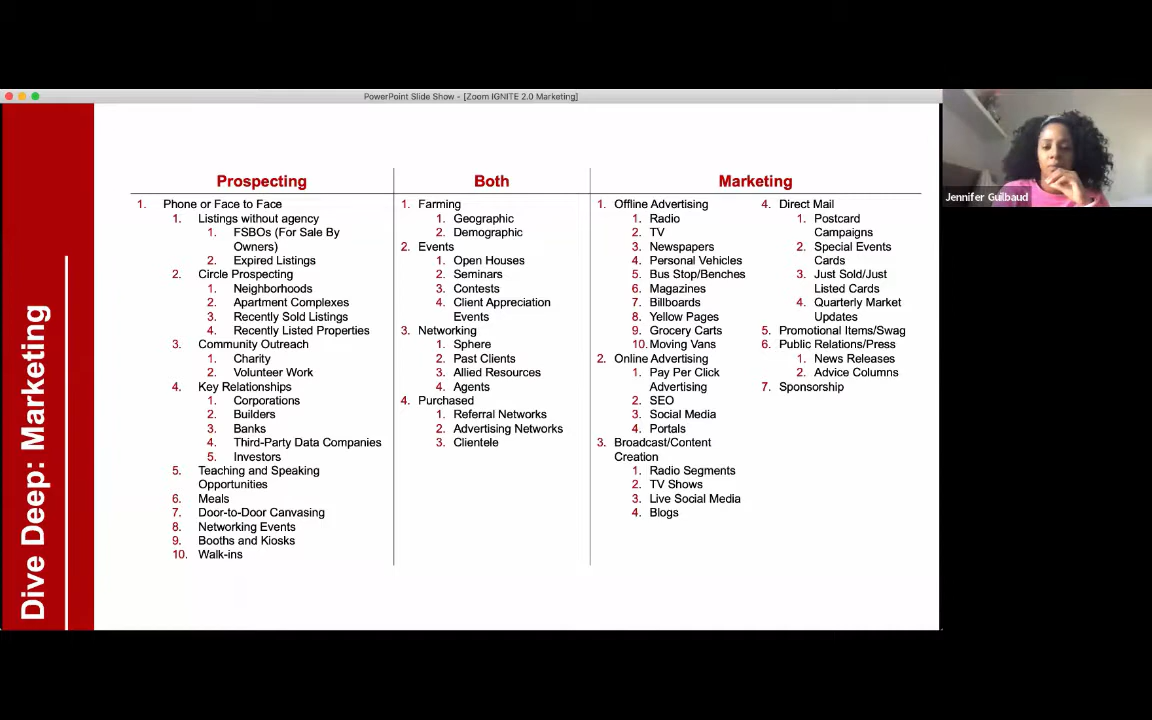 PowerPoint Slide Show - [Zoom IGNITE 2.0 Marketing]
Dive Deep: Marketing
Prospecting
1. Phone or Face to Face
1. Listings without agency
1. FSBOs (For Sale By
Owners)
2. Expired Listings
2. Circle Prospecting
1. Neighborhoods
2. Apartment Complexes
3. Recently Sold Listings
4. Recently Listed Properties
3. Community Outreach
1. Charity
2. Volunteer Work
4. Key Relationships
1. Corporations
2. Builders
3. Banks
4. Third-Party Data Companies
5. Investors
5. Teaching and Speaking
Opportunities
6. Meals
7. Door-to-Door Canvasing
8. Networking Events
9. Booths and Kiosks
10. Walk-ins
Both
1. Farming
1. Geographic
2. Demographic
2. Events
1. Open Houses
2. Seminars
3. Contests
4. Client Appreciation
Events
3. Networking
1. Sphere
2. Past Clients
3. Allied Resources
4. Agents
4. Purchased
1. Referral Networks
2. Advertising Networks
3. Clientele
Marketing
1. Offline Advertising
1. Radio
2. TV
3. Newspapers
4. Personal Vehicles
5. Bus Stop/Benches
6. Magazines
7. Billboards
8. Yellow Pages
9. Grocery Carts
10. Moving Vans
2. Online Advertising
1. Pay Per Click
Advertising
2. SEO
3. Social Media
4. Portals
3. Broadcast/Content
Creation
1. Radio Segments
2. TV Shows
3. Live Social Media
4. Blogs
4. Direct Mail
1. Postcard
Campaigns
2. Special Events
Cards
3. Just Sold/Just
Listed Cards
4. Quarterly Market
Updates
5. Promotional Items/Swag
6. Public Relations/Press
1. News Releases
2. Advice Columns
7. Sponsorship
Jennifer Guilbaud